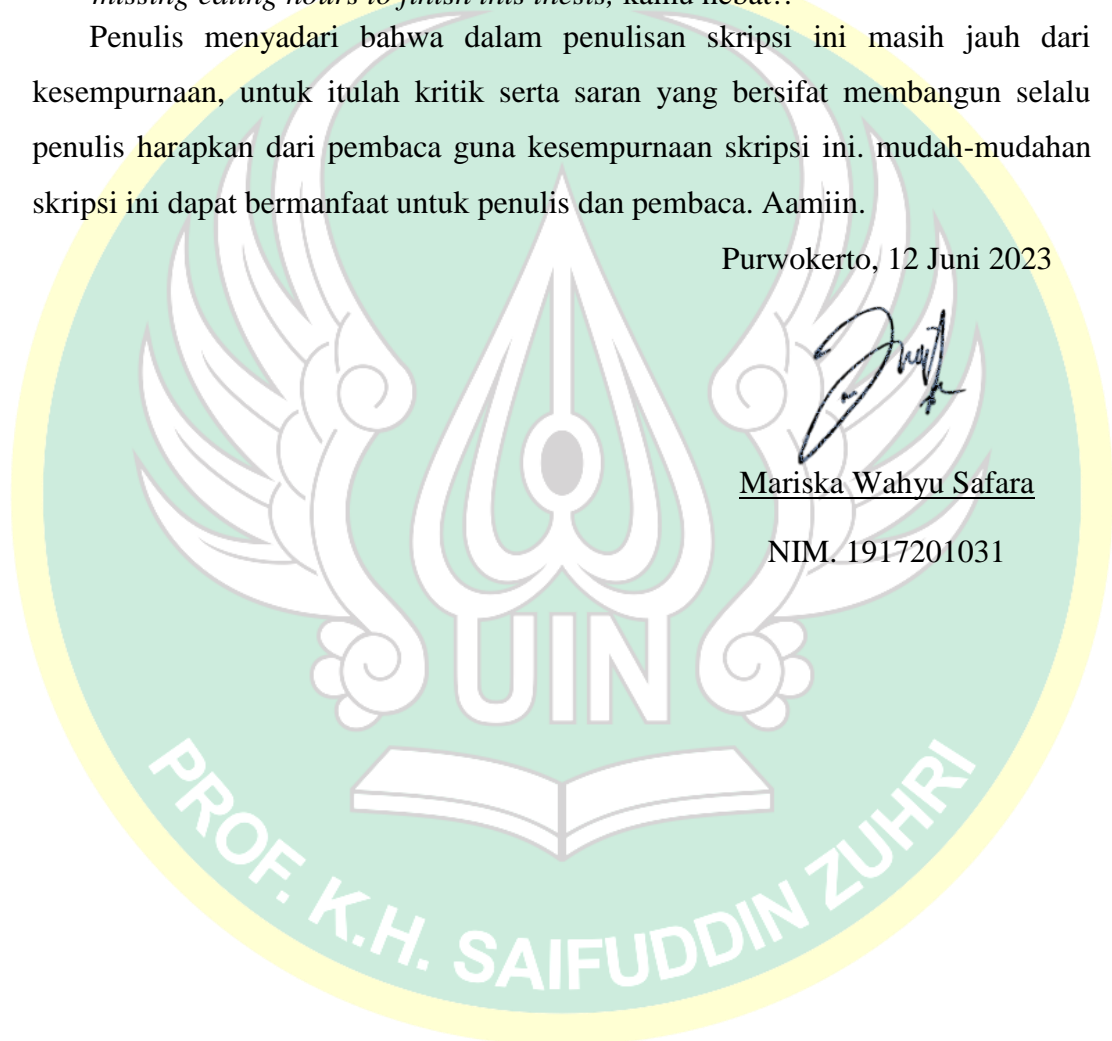 missing eating hours to finish this thesis, kamu hebat!!
Penulis menyadari bahwa dalam penulisan skripsi ini masih jauh dari
kesempurnaan, untuk itulah kritik serta saran yang bersifat membangun selalu
penulis harapkan dari pembaca guna kesempurnaan skripsi ini. mudah-mudahan
skripsi ini dapat bermanfaat untuk penulis dan pembaca. Aamiin.
Purwokerto, 12 Juni 2023
Mariska Wahyu Safara
NIM. 1917201031
UIN
PROF. K.H. SAIFUDDIN ZUHRI